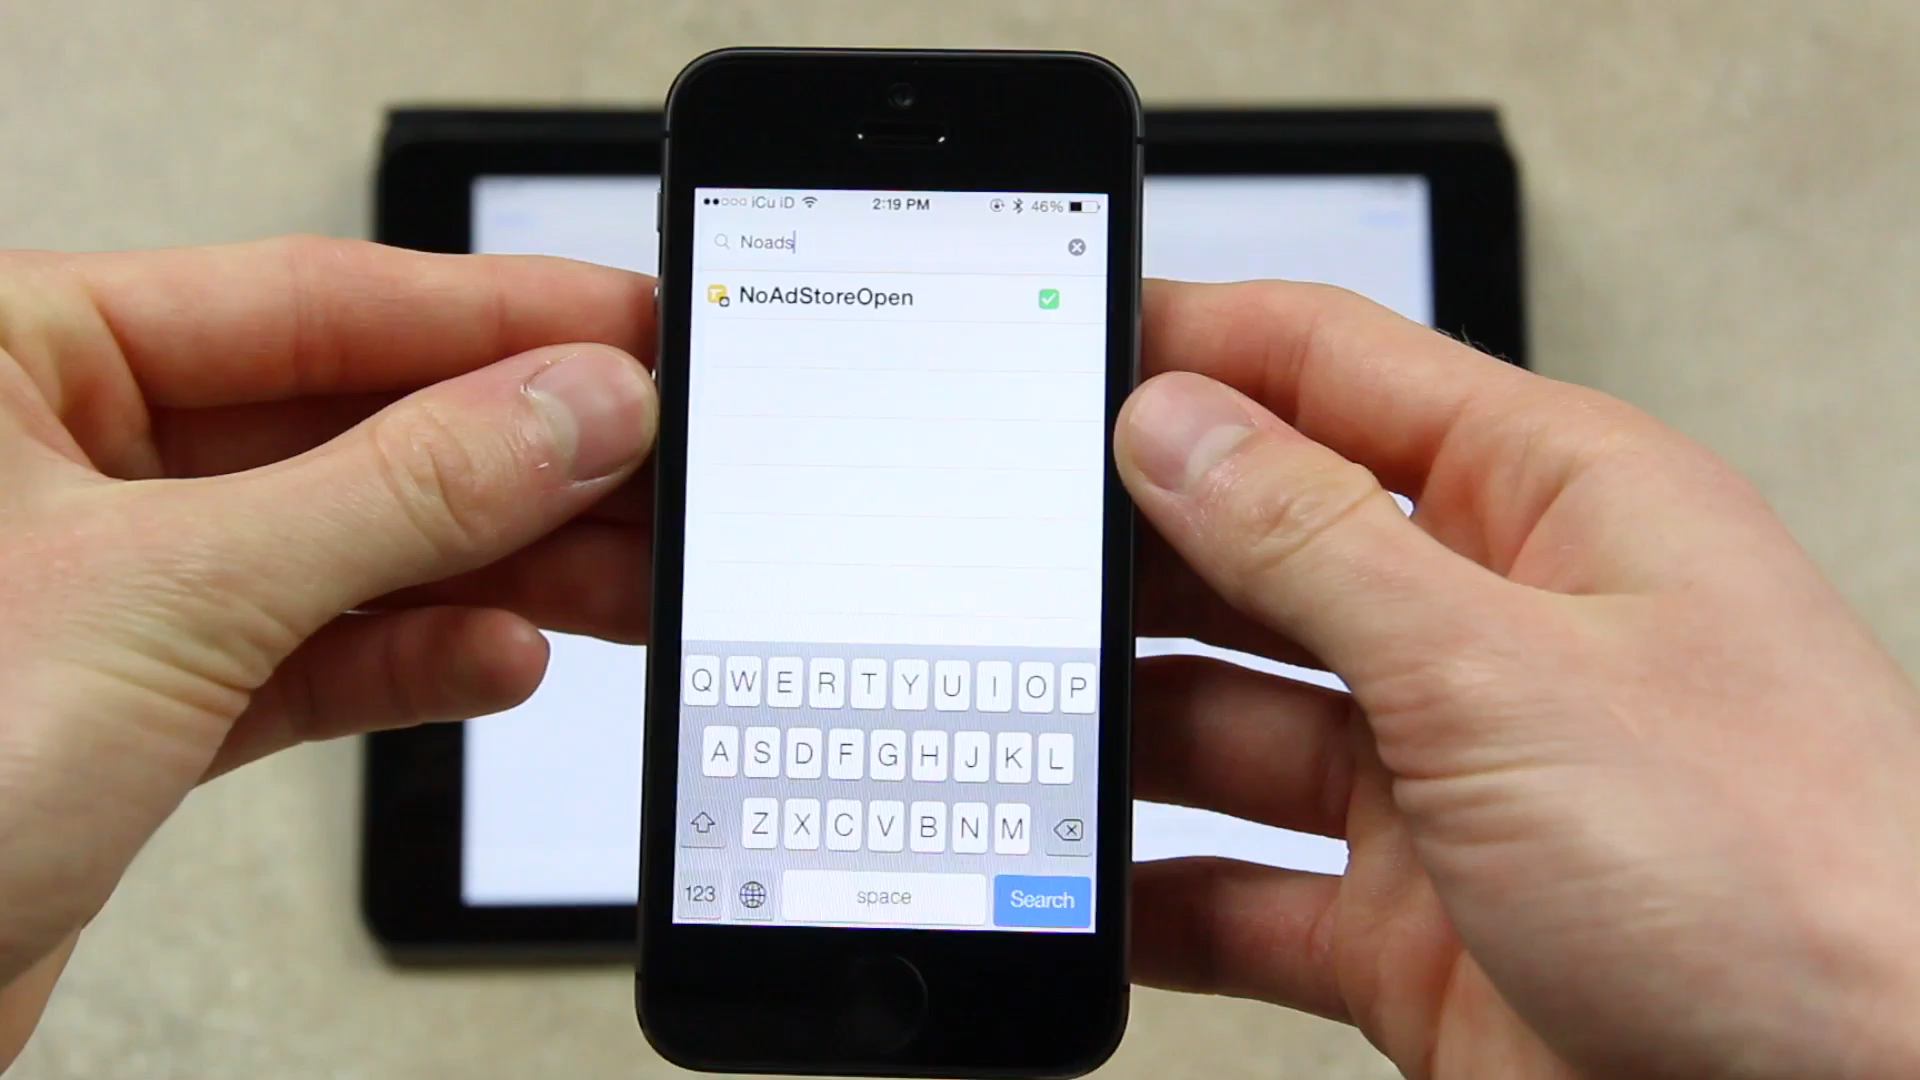 iCu iD 2:19 PM 46%
Noads
NoAdStoreOpen
Q W E R T Y U I O P
A S D F G H J K L
Z X C V B N M
123 space Search